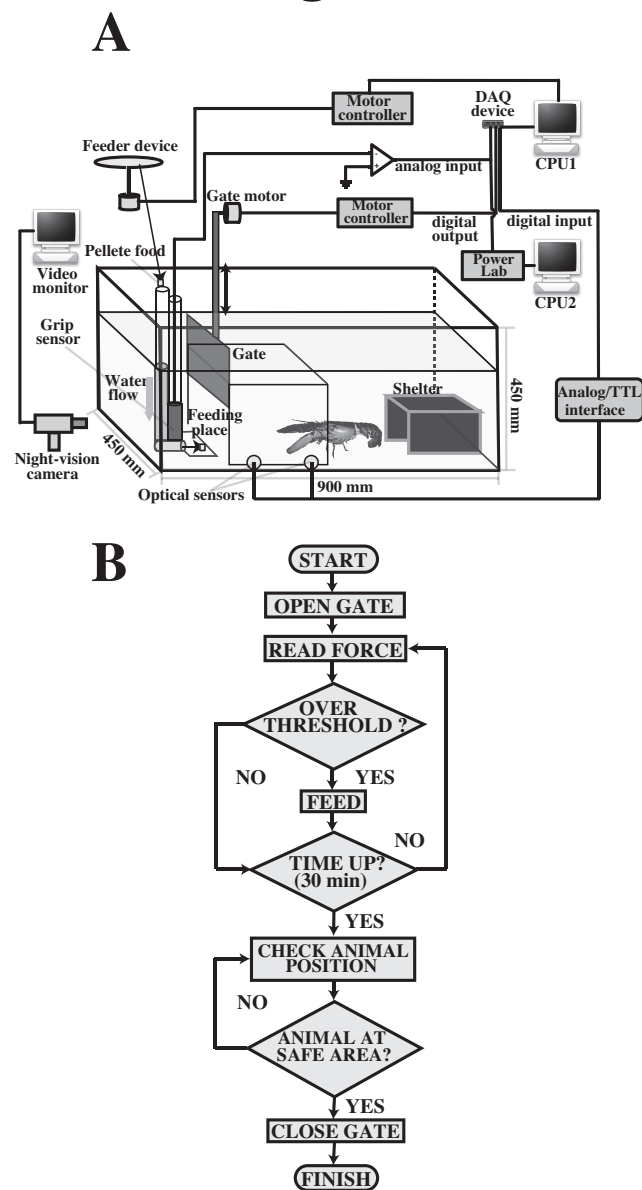 A
Motor
controller
DAQ
device
CPU1
Feeder device
analog input
Gate motor
Motor
controller
digital
output
digital input
Power
Lab
CPU2
Video
monitor
Pellete food
Grip
sensor
Gate
Water
flow
Feeding
place
Shelter
450 mm
Analog/TTL
interface
Night-vision
camera
450 mm
Optical sensors
900 mm
B
START
OPEN GATE
READ FORCE
OVER
THRESHOLD ?
NO
YES
FEED
NO
TIME UP?
(30 min)
YES
CHECK ANIMAL
POSITION
NO
ANIMAL AT
SAFE AREA?
YES
CLOSE GATE
FINISH